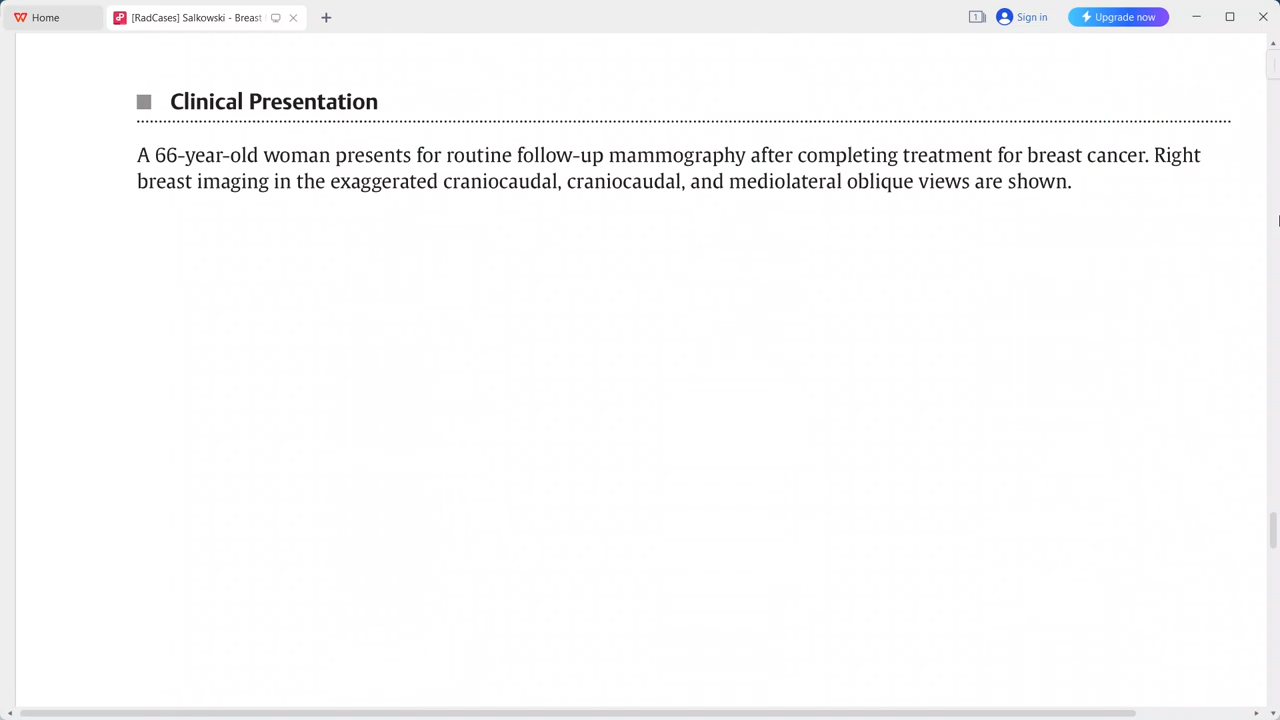 Home
[RadCases] Salkowski - Breast
1
Sign in
Upgrade now
Clinical Presentation
A 66-year-old woman presents for routine follow-up mammography after completing treatment for breast cancer. Right
breast imaging in the exaggerated craniocaudal, craniocaudal, and mediolateral oblique views are shown.